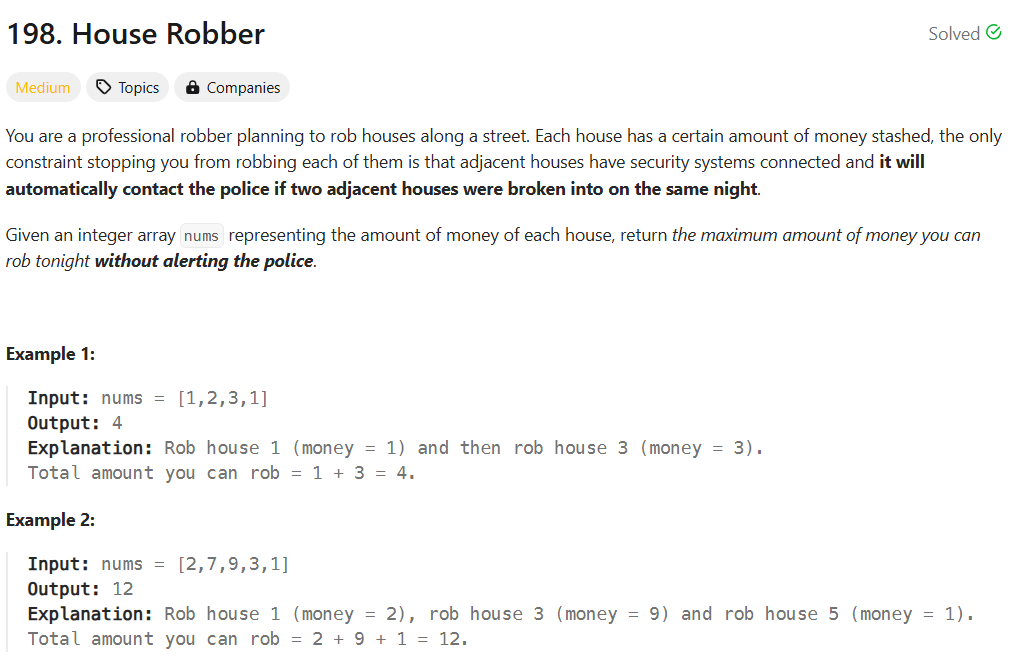 198. House Robber
Solved
Medium
Topics
Companies
You are a professional robber planning to rob houses along a street. Each house has a certain amount of money stashed, the only
constraint stopping you from robbing each of them is that adjacent houses have security systems connected and it will
automatically contact the police if two adjacent houses were broken into on the same night.
Given an integer array nums representing the amount of money of each house, return the maximum amount of money you can
rob tonight without alerting the police.
Example 1:
Input: nums = [1,2,3,1]
Output: 4
Explanation: Rob house 1 (money = 1) and then rob house 3 (money = 3).
Total amount you can rob = 1 + 3 = 4.
Example 2:
Input: nums = [2,7,9,3,1]
Output: 12
Explanation: Rob house 1 (money = 2), rob house 3 (money = 9) and rob house 5 (money = 1).
Total amount you can rob = 2 + 9 + 1 = 12.